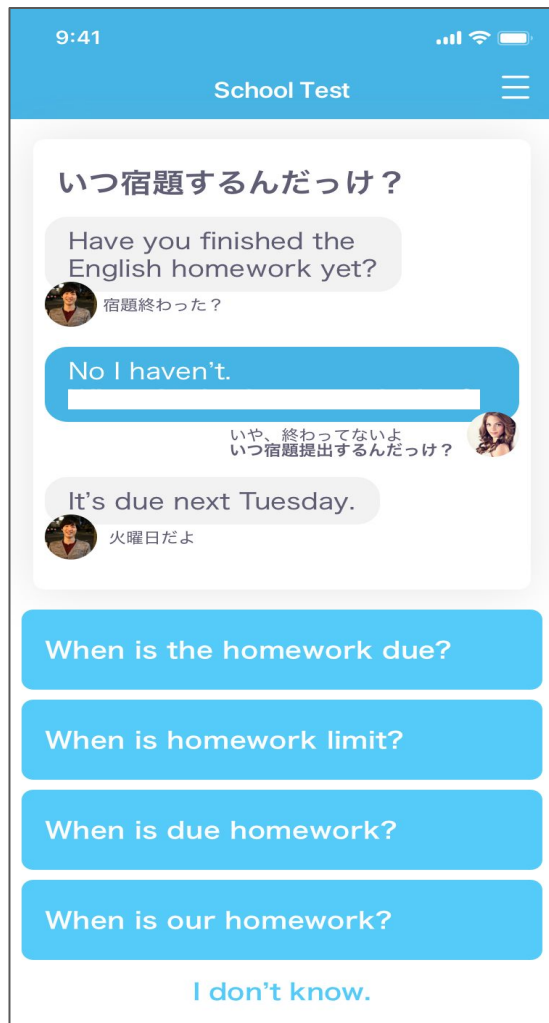 9:41
School Test
いつ宿題するんだっけ？
Have you finished the
English homework yet?
宿題終わった？
No I haven't.
いや、終わってないよ
いつ宿題提出するんだっけ？
It's due next Tuesday.
火曜日だよ
When is the homework due?
When is homework limit?
When is due homework?
When is our homework?
I don't know.